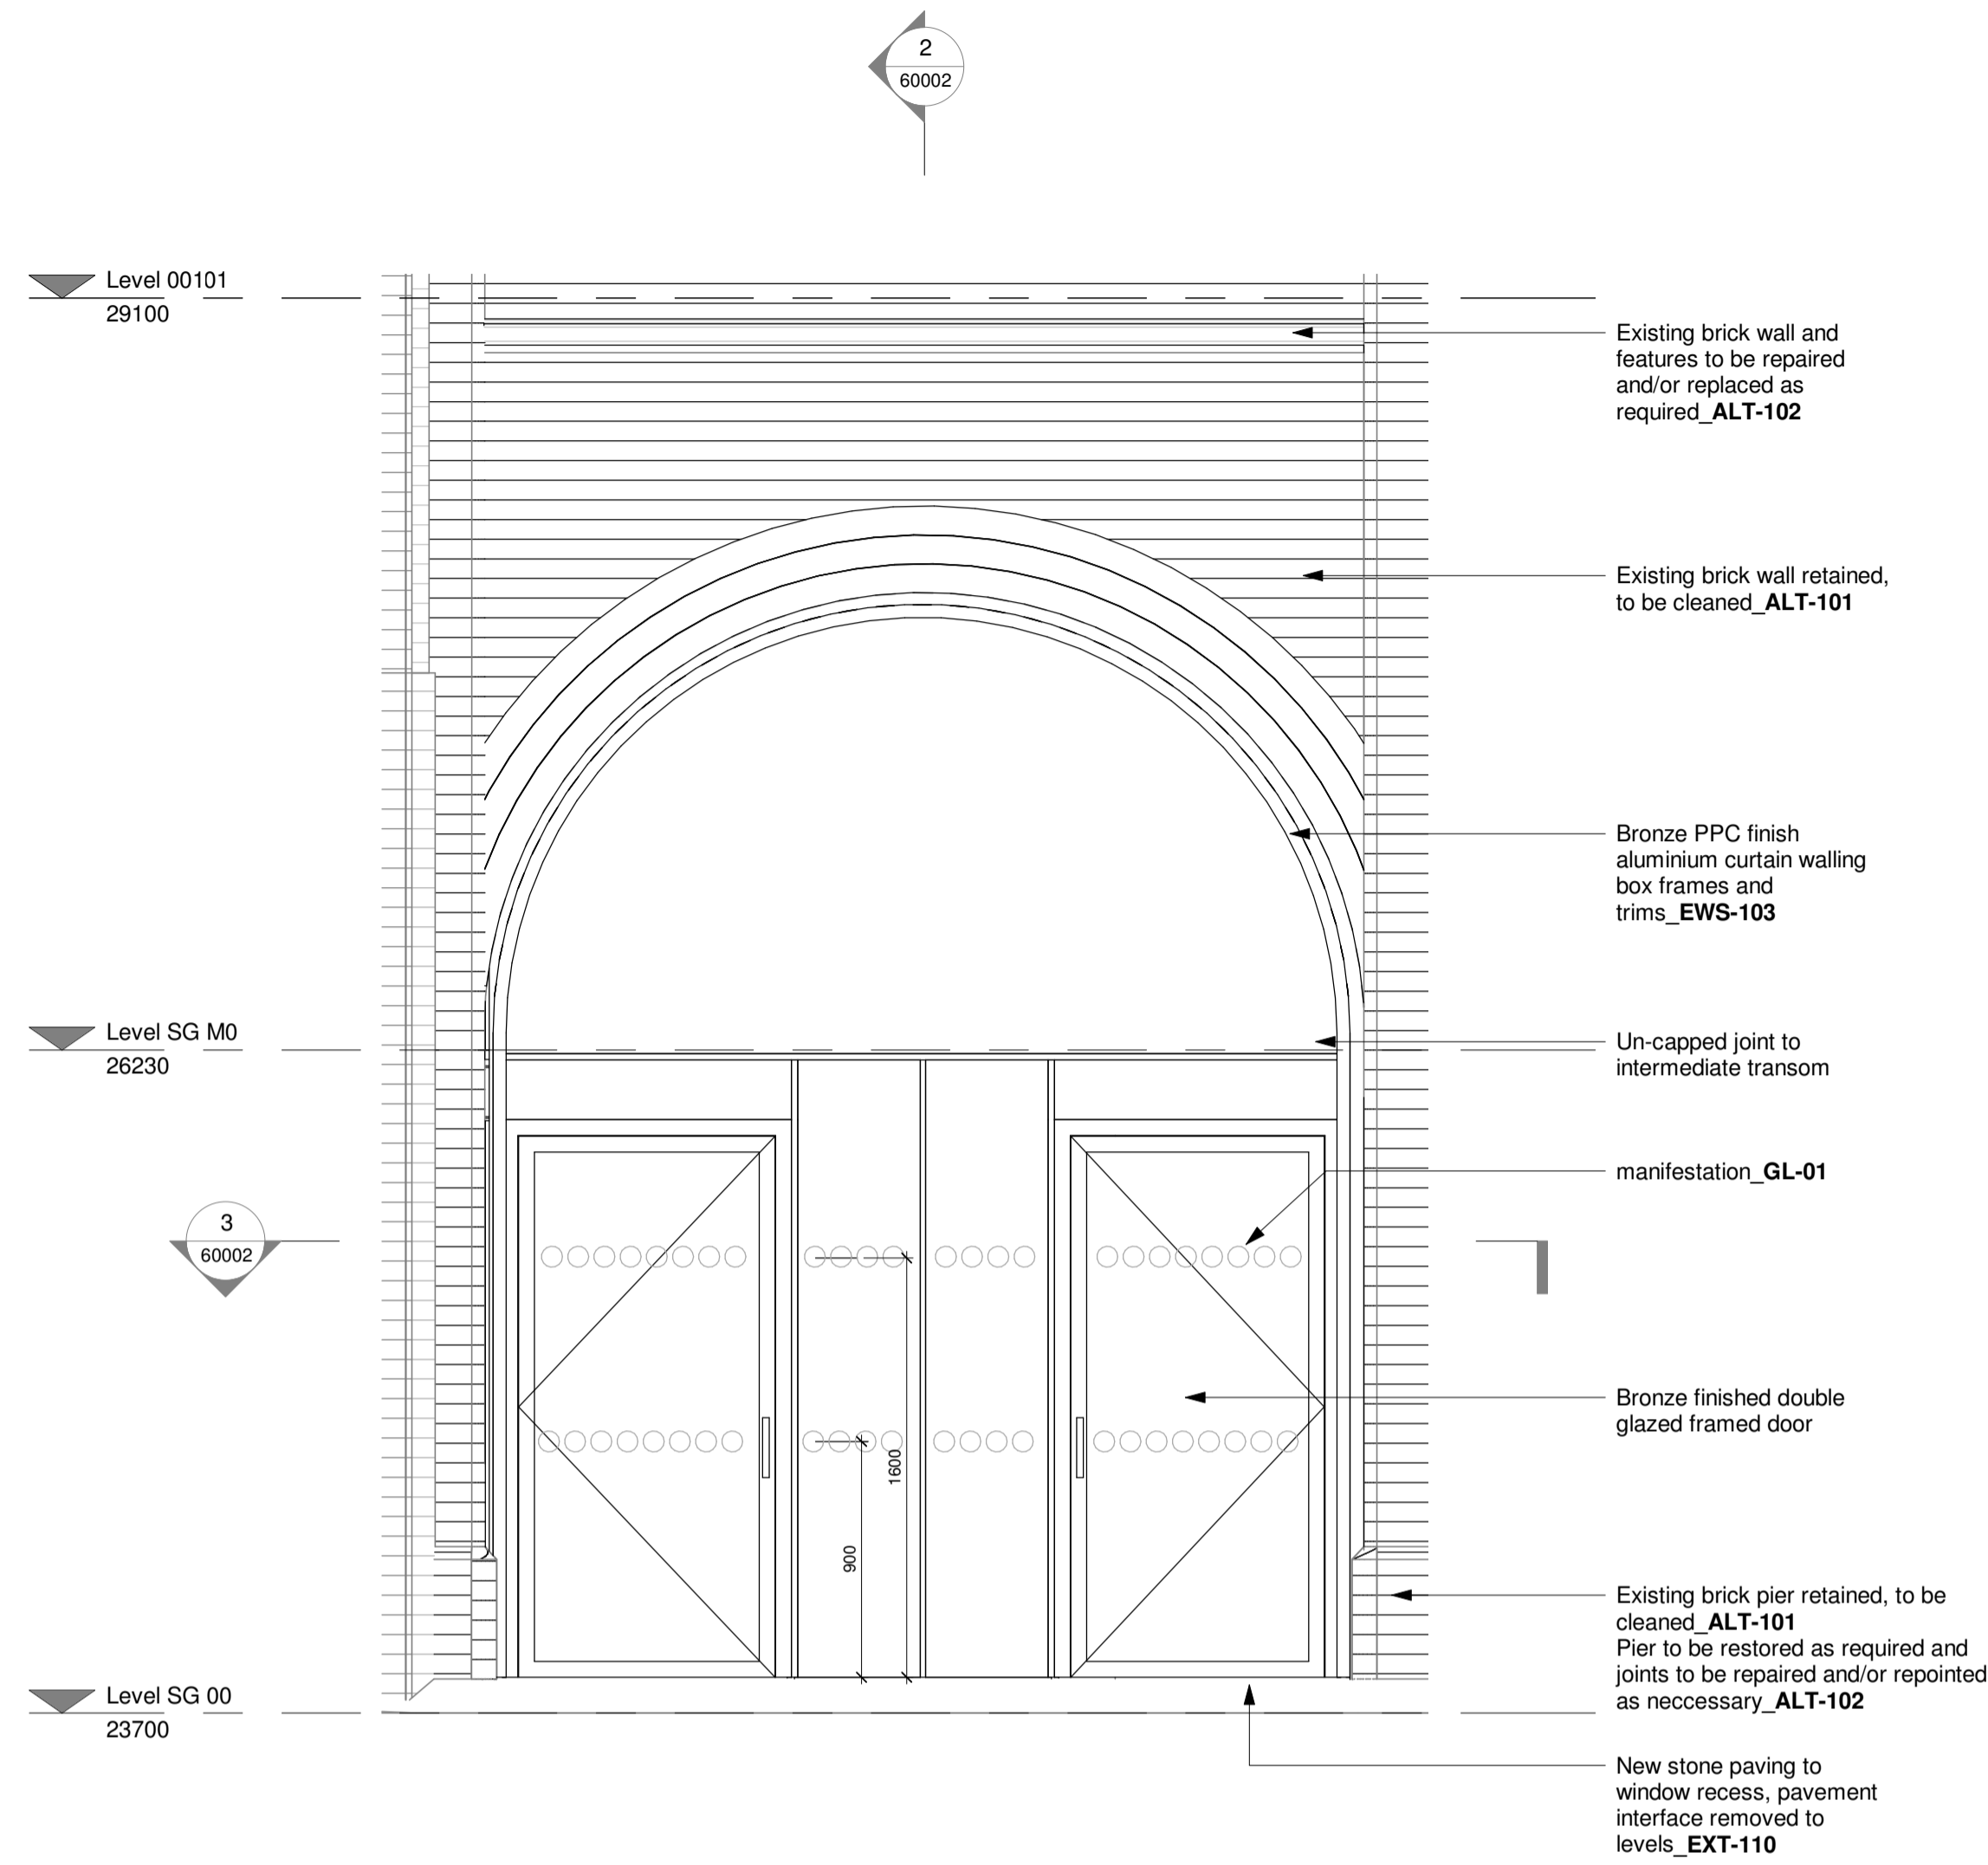 2
60002
Level 00101
29100
Existing brick wall and
features to be repaired
and/or replaced as
required_ALT-102
Existing brick wall retained,
to be cleaned_ALT-101
Bronze PPC finish
aluminium curtain walling
box frames and
trims_EWS-103
Level SG M0
26230
Un-capped joint to
intermediate transom
manifestation_GL-01
3
60002
Bronze finished double
glazed framed door
1600
900
Existing brick pier retained, to be
cleaned_ALT-101
Pier to be restored as required and
joints to be repaired and/or repointed
as neccessary_ALT-102
Level SG 00
23700
New stone paving to
window recess, pavement
interface removed to
levels_EXT-110